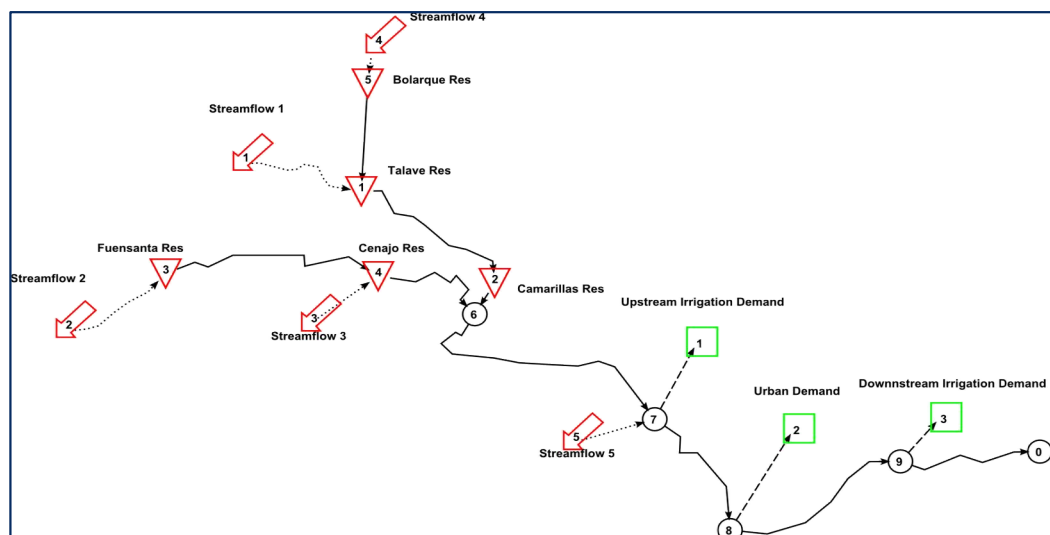 Streamflow 4
4
5
Bolarque Res
Streamflow 1
1
Talave Res
1
Fuensanta Res
Cenajo Res
3
4
2
Streamflow 2
Camarillas Res
2
3
6
Streamflow 3
Upstream Irrigation Demand
1
Urban Demand
Downnstream Irrigation Demand
7
2
3
5
Streamflow 5
9
0
8